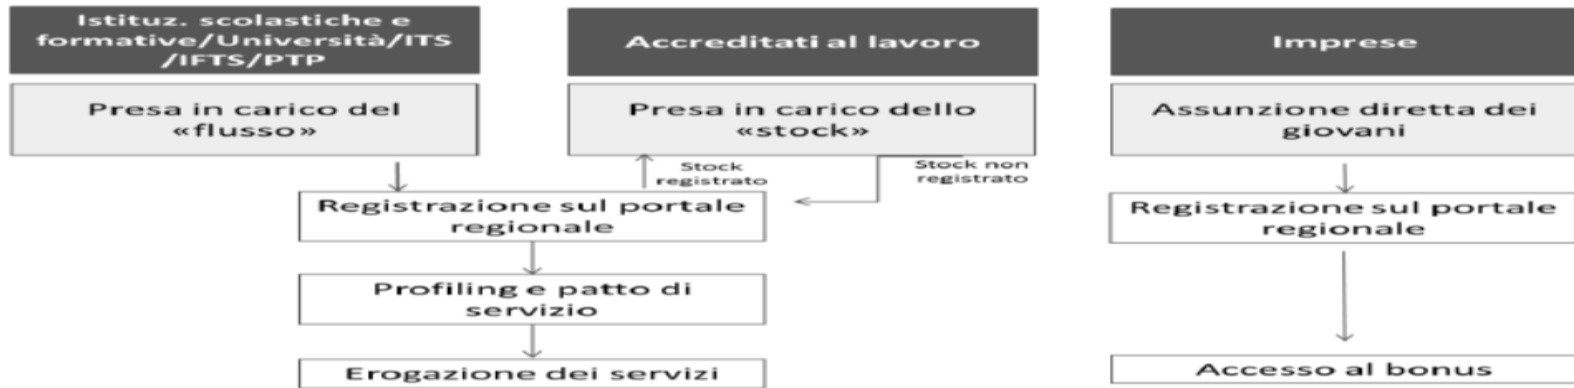 Istituz. scolastiche e
formative/Università/ITS
/IFTS/PTP
Presa in carico del
«flusso»
Accreditati al lavoro
Presa in carico dello
«stock»
Stock
registrato
Stock non
registrato
Registrazione sul portale
regionale
Profiling e patto di
servizio
Erogazione dei servizi
Imprese
Assunzione diretta dei
giovani
Registrazione sul portale
regionale
Accesso al bonus